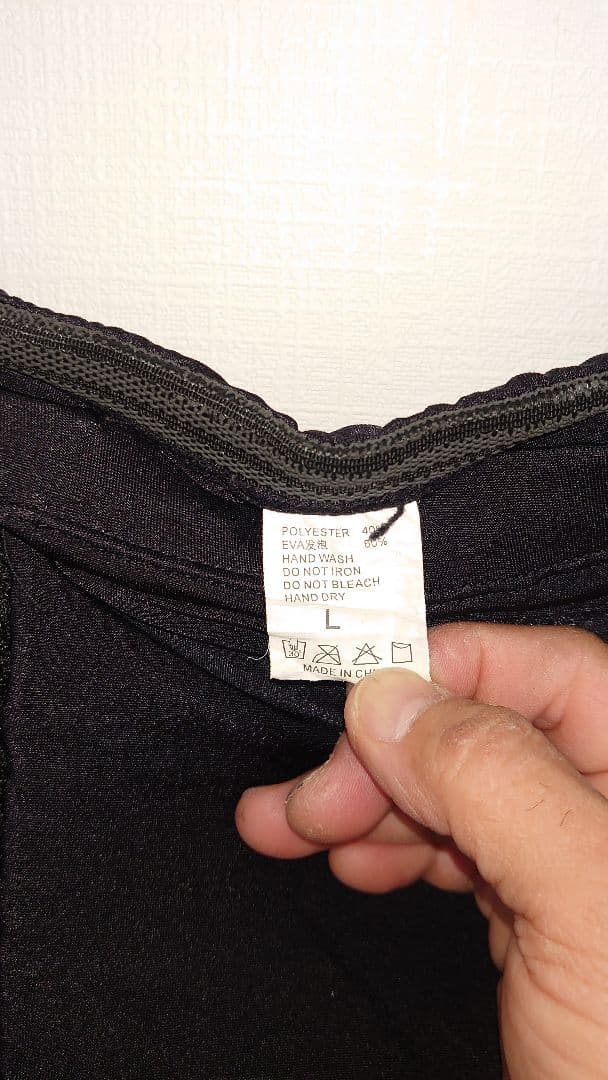 POLYESTER 40%
EVA发泡 60%
HAND WASH
DO NOT IRON
DO NOT BLEACH
HAND DRY
L
MADE IN